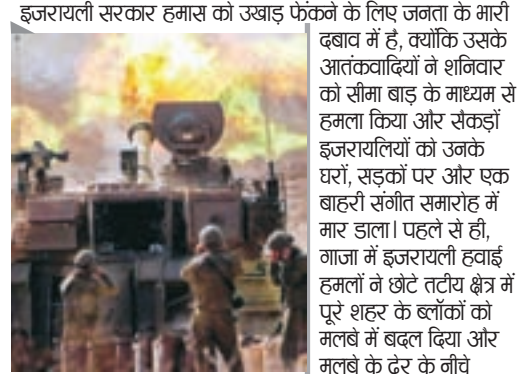 इजरायली सरकार हमास को उखाड़ फेंकने के लिए जनता के भारी
दबाव में है, क्योंकि उसके
आतंकवादियों ने शनिवार
को सीमा बाड़ के माध्यम से
हमला किया और सैकड़ों
इजरायलियों को उनके
घरों, सड़कों पर और एक
बाहरी संगीत समारोह में
मार डाला। पहले से ही,
गाजा में इजरायली हवाई
हमलों ने छोटे तटीय क्षेत्र में
पूरे शहर के ब्लॉकों को
मलबे में बदल दिया और
मलबे के ढेर के नीचे